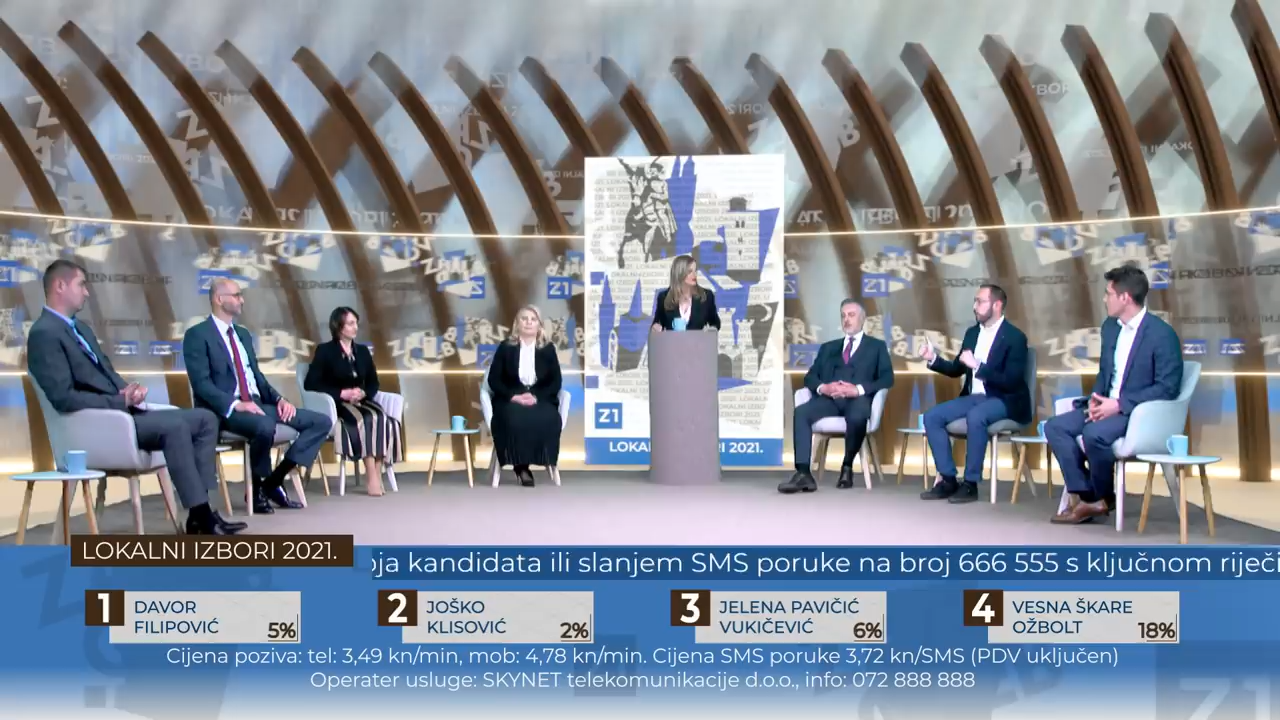 Z1
Z1
Z1
Z1
LOKALNI IZBORI 2021.
oja kandidata ili slanjem SMS poruke na broj 666 555 s ključnom riječi
1 DAVOR FILIPOVIĆ 5%
2 JOŠKO KLISOVIĆ 2%
3 JELENA PAVIČIĆ VUKIČEVIĆ 6%
4 VESNA ŠKARE OŽBOLT 18%
Cijena poziva: tel: 3,49 kn/min, mob: 4,78 kn/min. Cijena SMS poruke 3,72 kn/SMS (PDV uključen)
Operater usluge: SKYNET telekomunikacije d.o.o., info: 072 888 888